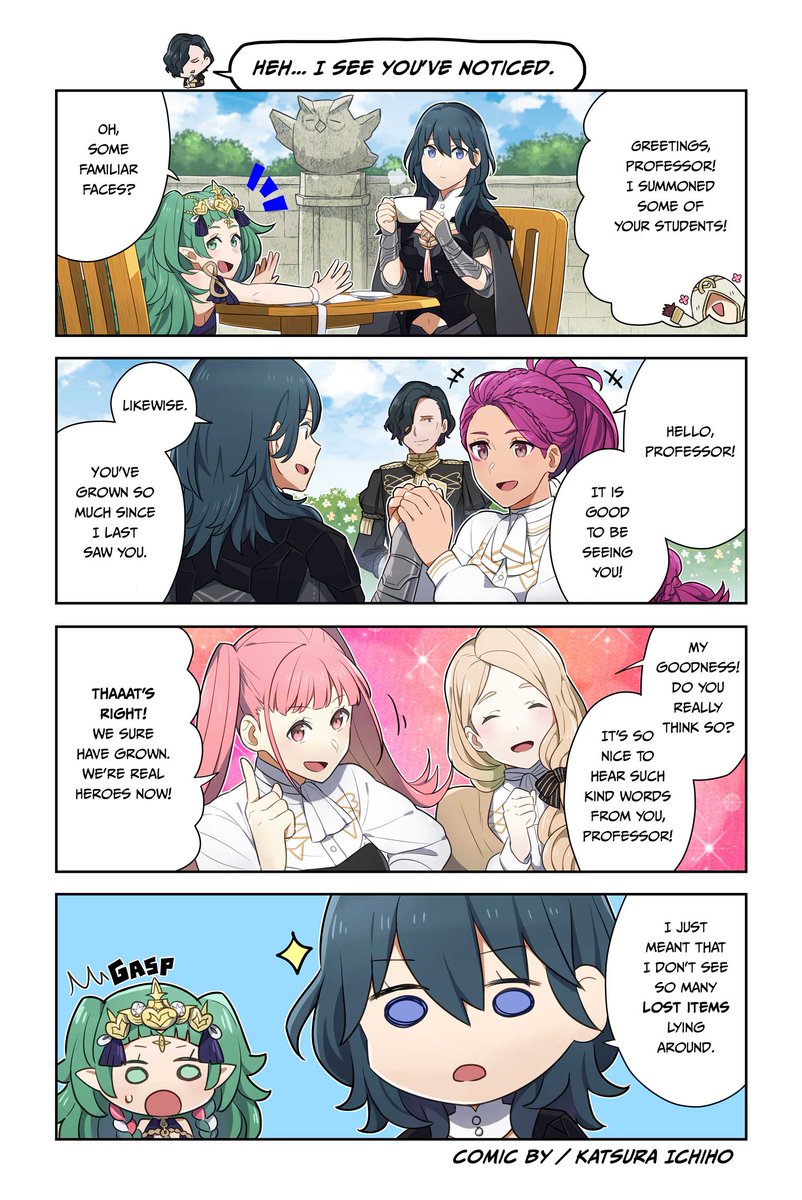 HEH... I SEE YOU'VE NOTICED.
OH,
SOME
FAMILIAR
FACES?
GREETINGS,
PROFESSOR!
I SUMMONED
SOME OF
YOUR STUDENTS!
HELLO,
PROFESSOR!
IT IS
GOOD
TO BE
SEEING
YOU!
LIKEWISE.
YOU'VE
GROWN SO
MUCH SINCE
I LAST
SAW YOU.
MY
GOODNESS!
DO YOU
REALLY
THINK SO?
IT'S SO
NICE TO
HEAR SUCH
KIND WORDS
FROM YOU,
PROFESSOR!
THAAAT'S
RIGHT!
WE SURE
HAVE GROWN.
WE'RE REAL
HEROES NOW!
I JUST
MEANT THAT
I DON'T SEE
SO MANY
LOST ITEMS
LYING
AROUND.
GASP
COMIC BY / KATSURA ICHIHO